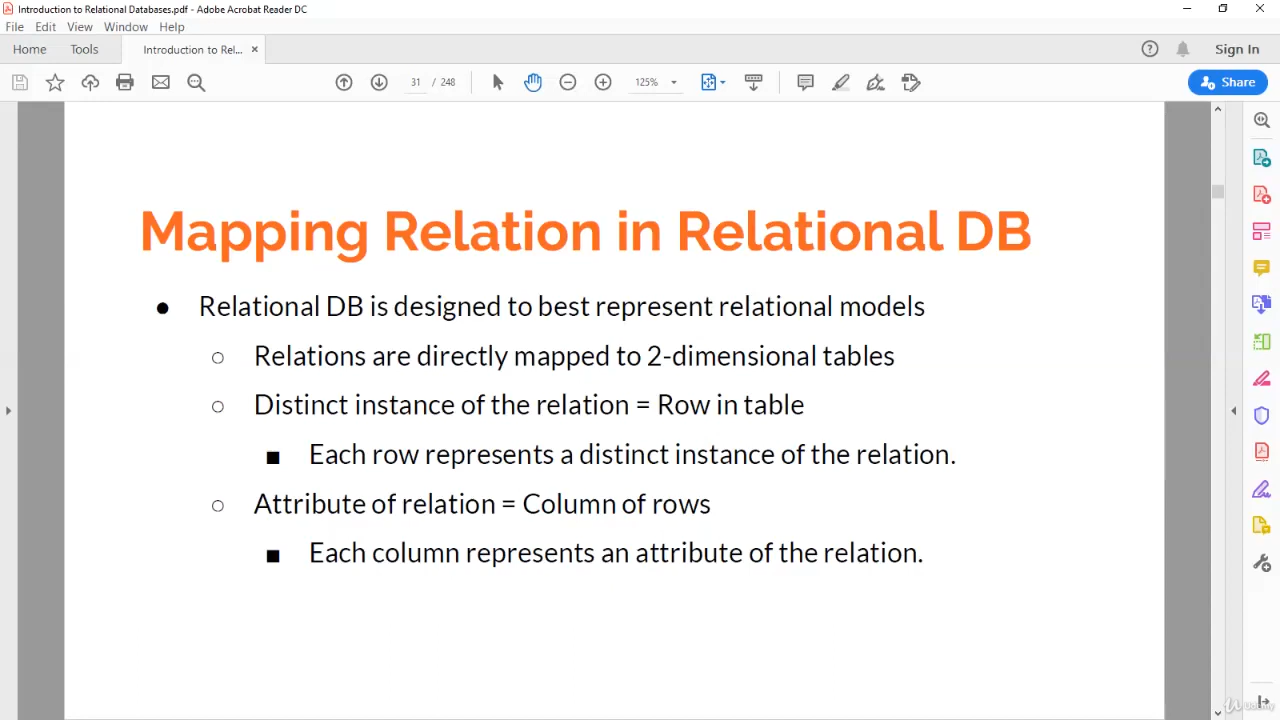 Introduction to Relational Databases.pdf - Adobe Acrobat Reader DC
File Edit View Window Help
Home Tools Introduction to Rel... × Sign In
31 / 248 125% Share
Mapping Relation in Relational DB
● Relational DB is designed to best represent relational models
○ Relations are directly mapped to 2-dimensional tables
○ Distinct instance of the relation = Row in table
■ Each row represents a distinct instance of the relation.
○ Attribute of relation = Column of rows
■ Each column represents an attribute of the relation.
Udemy